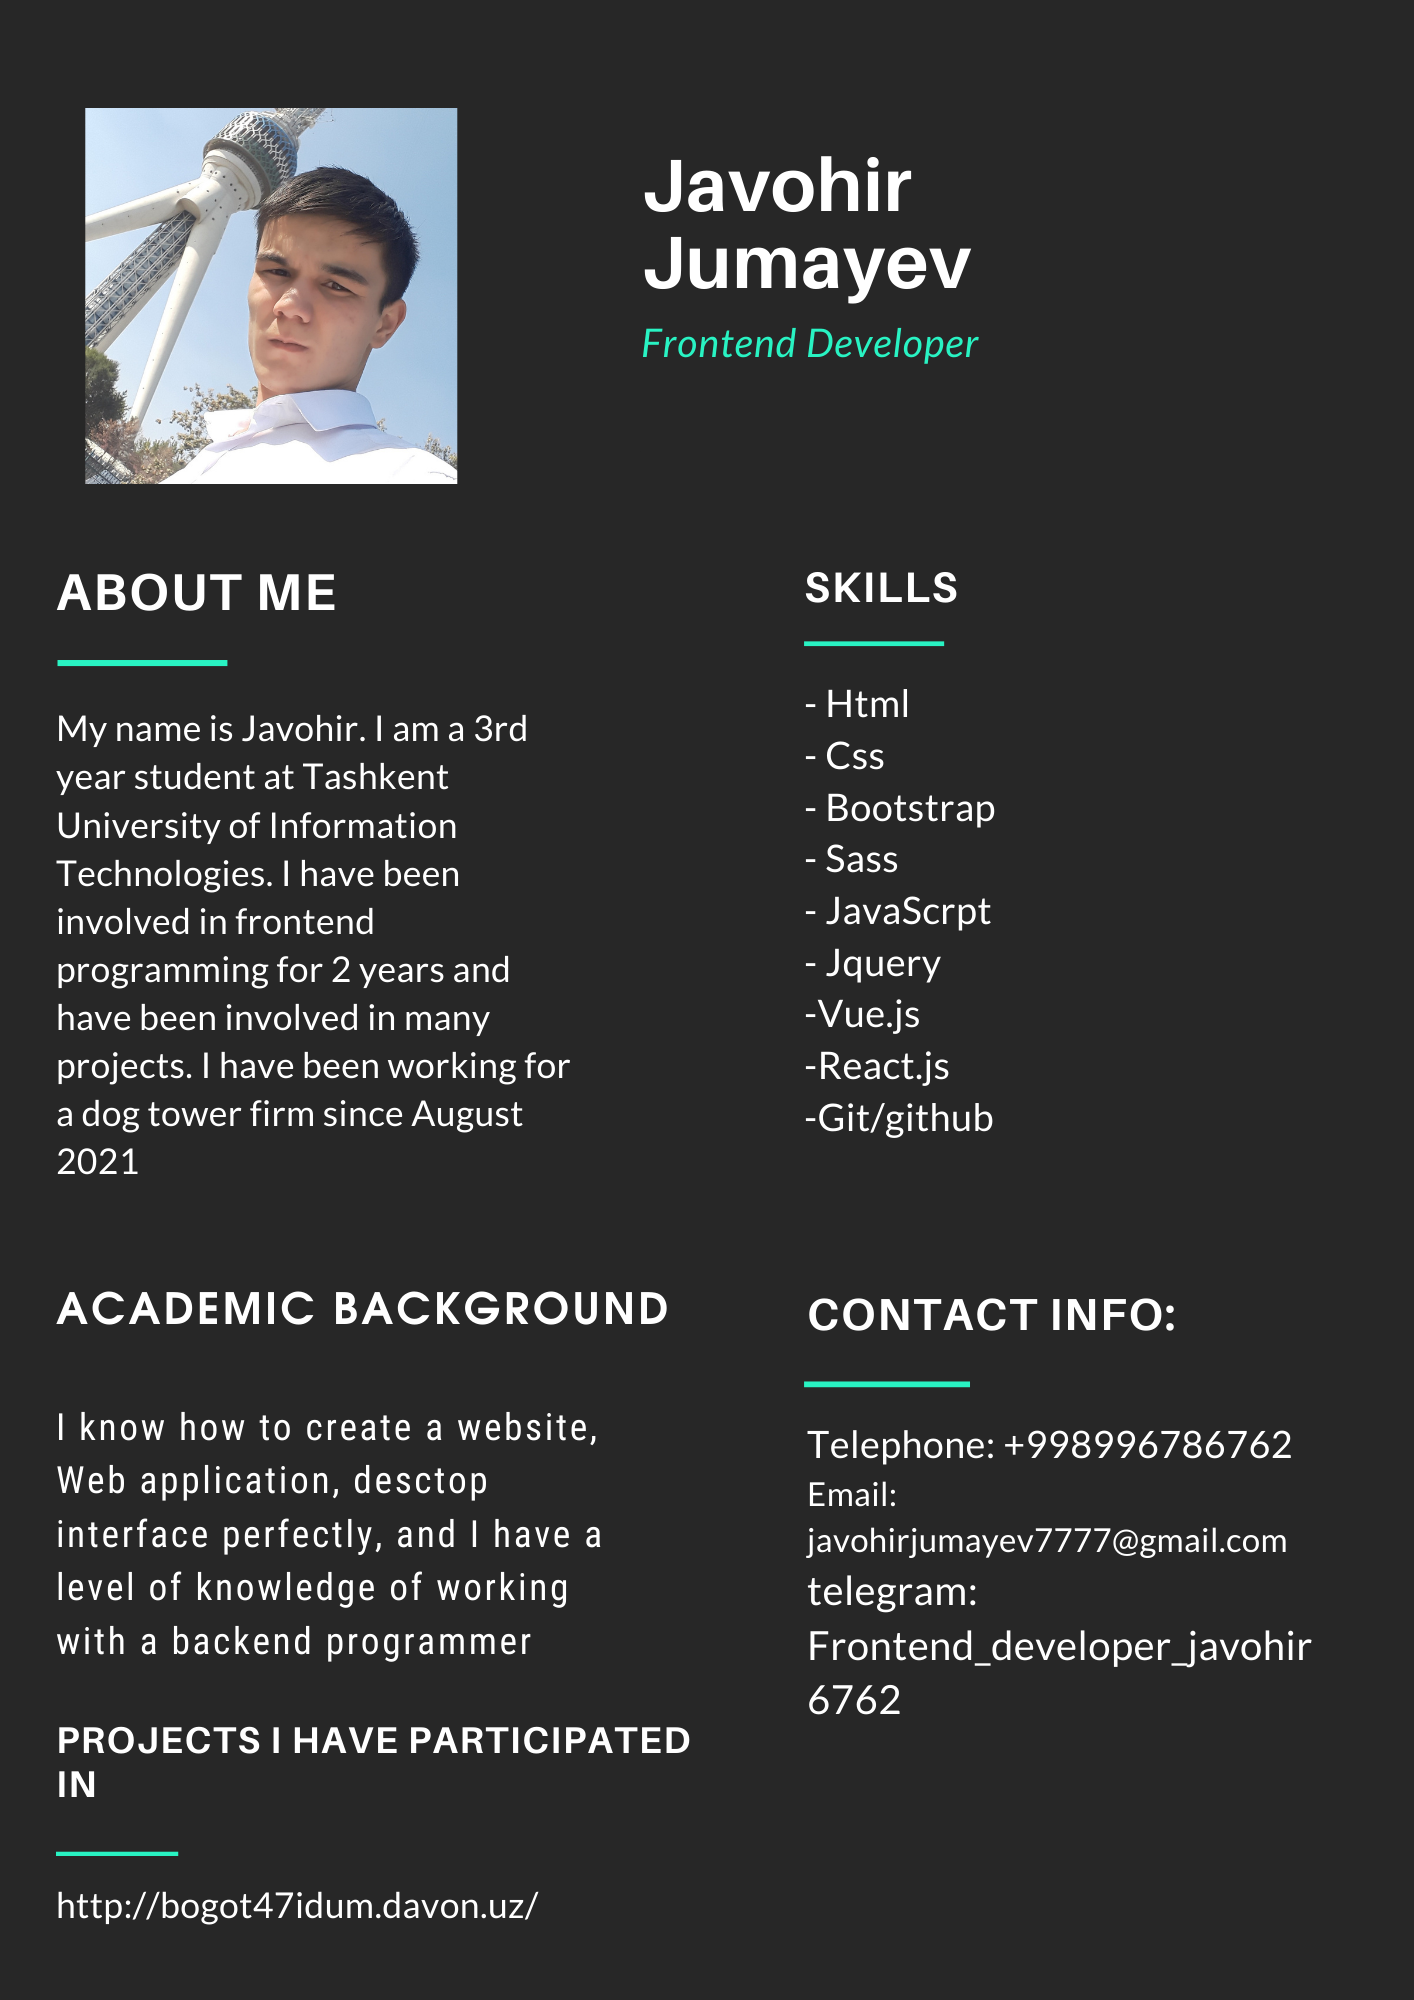 Javohir
Jumayev
Frontend Developer
ABOUT ME
My name is Javohir. I am a 3rd
year student at Tashkent
University of Information
Technologies. I have been
involved in frontend
programming for 2 years and
have been involved in many
projects. I have been working for
a dog tower firm since August
2021
SKILLS
- Html
- Css
- Bootstrap
- Sass
- JavaScrpt
- Jquery
-Vue.js
-React.js
-Git/github
ACADEMIC BACKGROUND
I know how to create a website,
Web application, desctop
interface perfectly, and I have a
level of knowledge of working
with a backend programmer
PROJECTS I HAVE PARTICIPATED
IN
http://bogot47idum.davon.uz/
CONTACT INFO:
Telephone: +998996786762
Email:
javohirjumayev7777@gmail.com
telegram:
Frontend_developer_javohir
6762